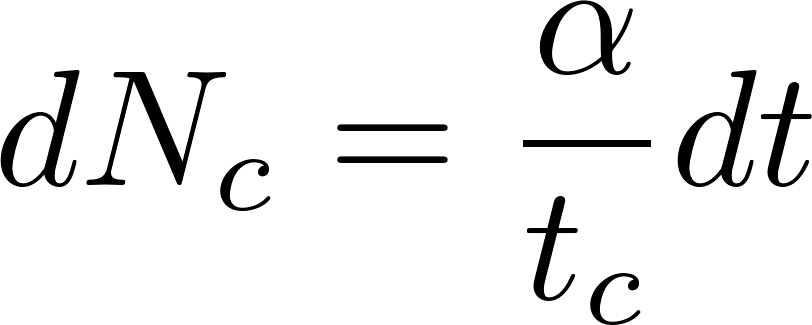 dN_c = \frac{\alpha}{t_c} dt